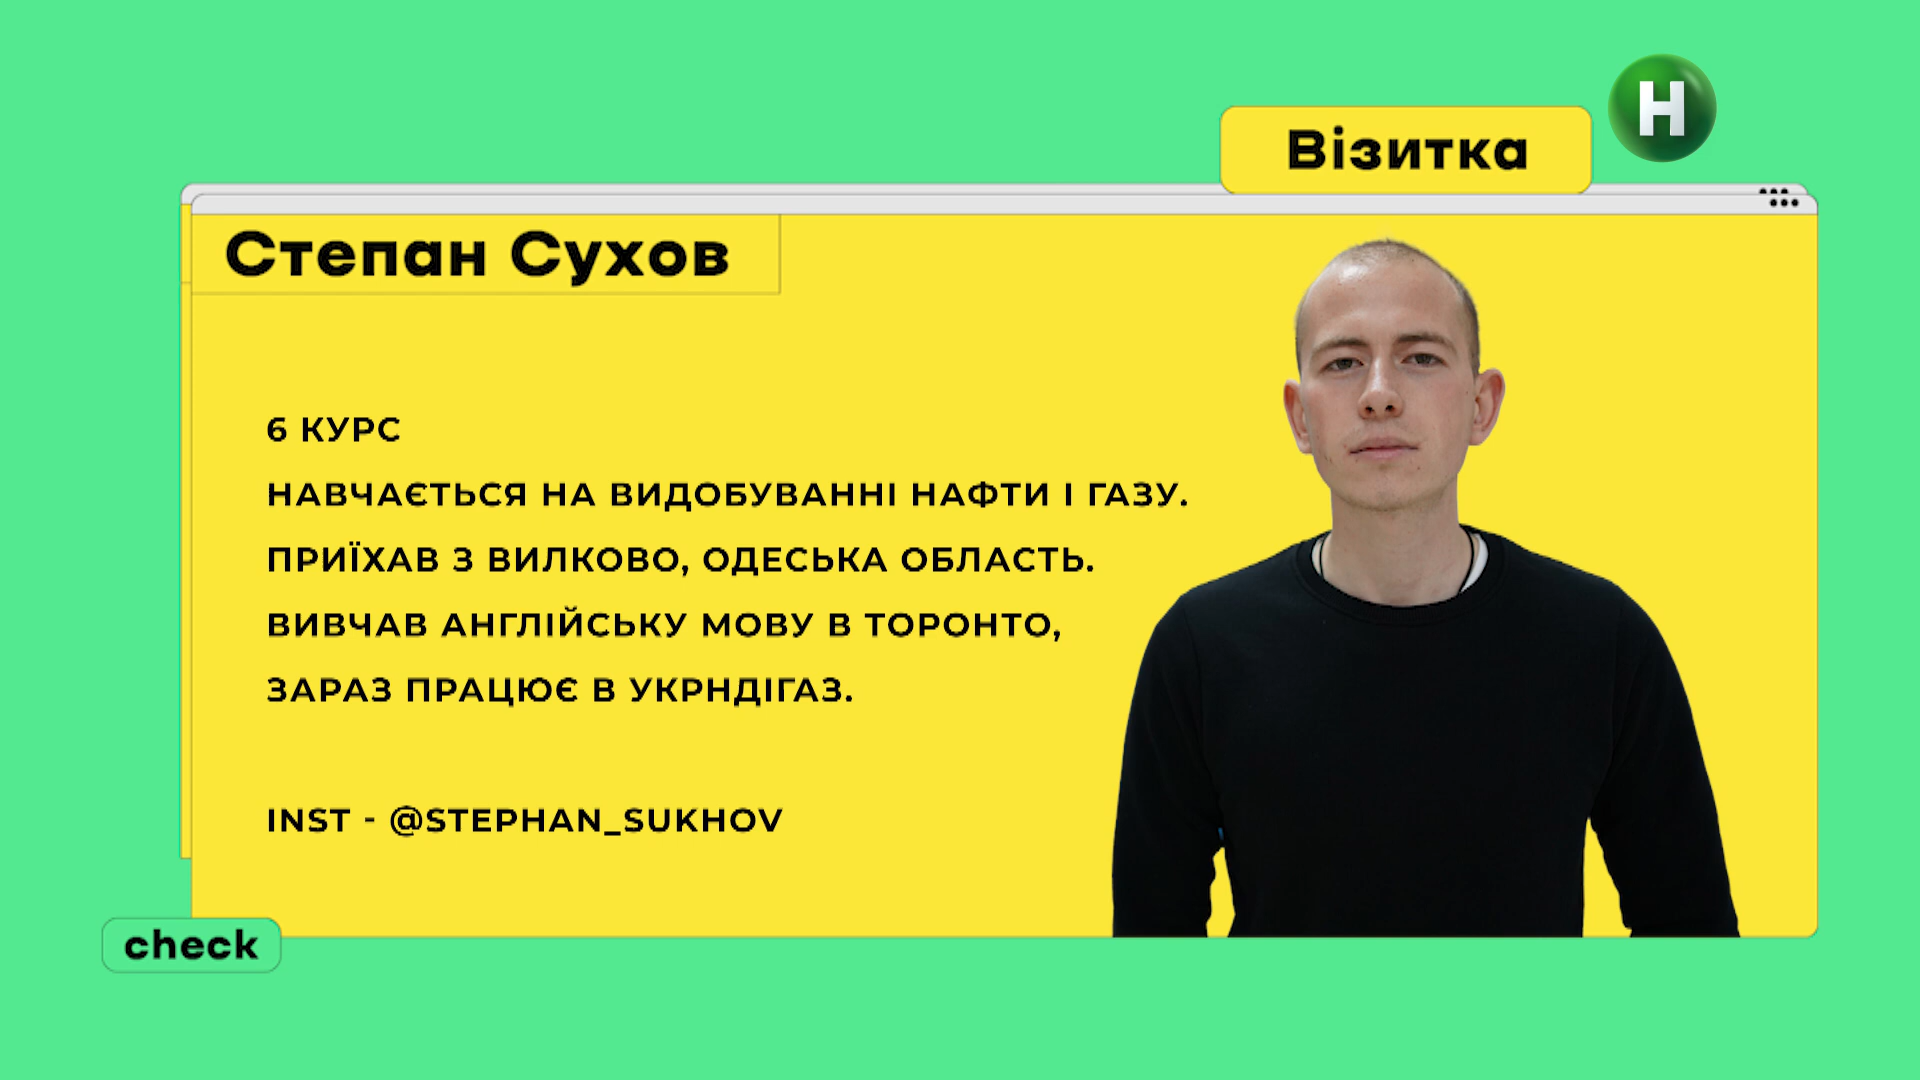 Н
Візитка
Степан Сухов
6 КУРС
НАВЧАЄТЬСЯ НА ВИДОБУВАННІ НАФТИ І ГАЗУ.
ПРИЇХАВ З ВИЛКОВО, ОДЕСЬКА ОБЛАСТЬ.
ВИВЧАВ АНГЛІЙСЬКУ МОВУ В ТОРОНТО,
ЗАРАЗ ПРАЦЮЄ В УКРНДІГАЗ.
INST - @STEPHAN_SUKHOV
check